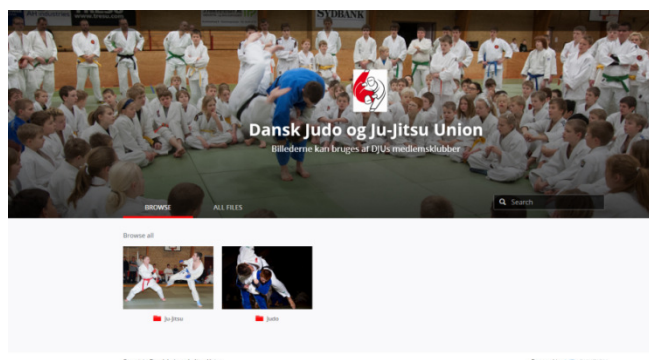 SYDBANK
Dansk Judo og Ju-Jitsu Union
Billederne kan bruges af DJUs medlemsklubber
BROWSE
ALL FILES
Search
Browse all
Ju-Jitsu
Judo